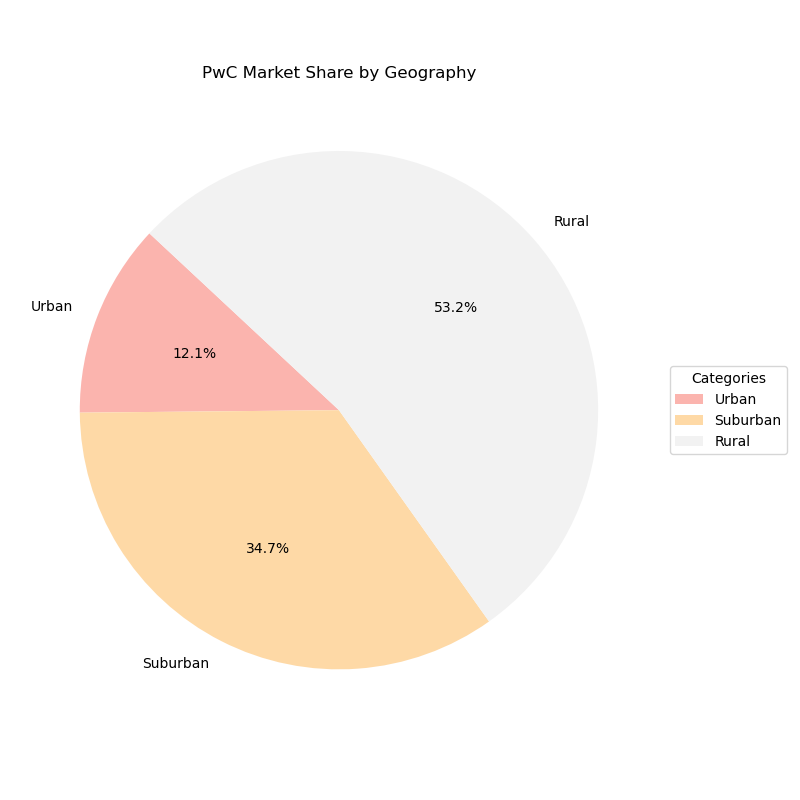 PwC Market Share by Geography
Rural
Urban
53.2%
12.1%
34.7%
Suburban
Categories
Urban
Suburban
Rural